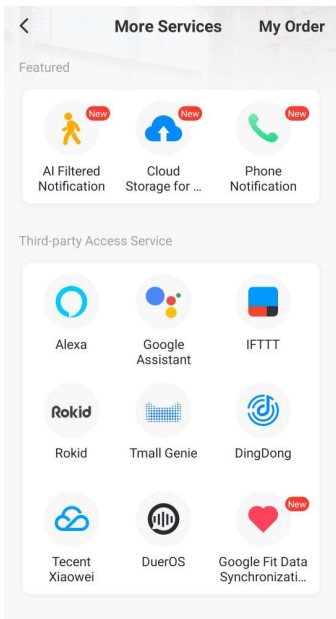 More Services My Order
Featured
New New New
AI Filtered Cloud Phone
Notification Storage for ... Notification
Third-party Access Service
Alexa Google IFTTT
Assistant
Rokid
Rokid Tmall Genie DingDong
New
Tecent DuerOS Google Fit Data
Xiaowei Synchronizati...